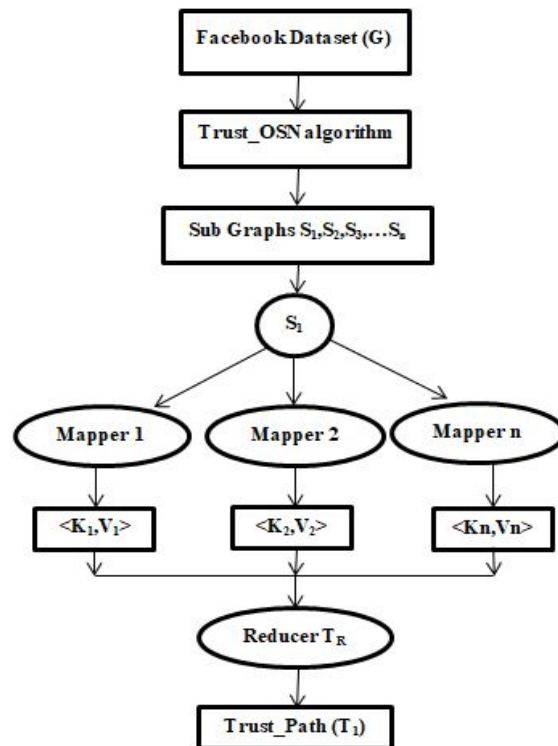 Facebook Dataset (G)
Trust_OSN algorithm
Sub Graphs S₁,S₂,S₃,...Sₙ
S₁
Mapper 1
Mapper 2
Mapper n
<K₁,V₁>
<K₂,V₂>
<Kn,Vn>
Reducer T_R
Trust_Path (T₁)